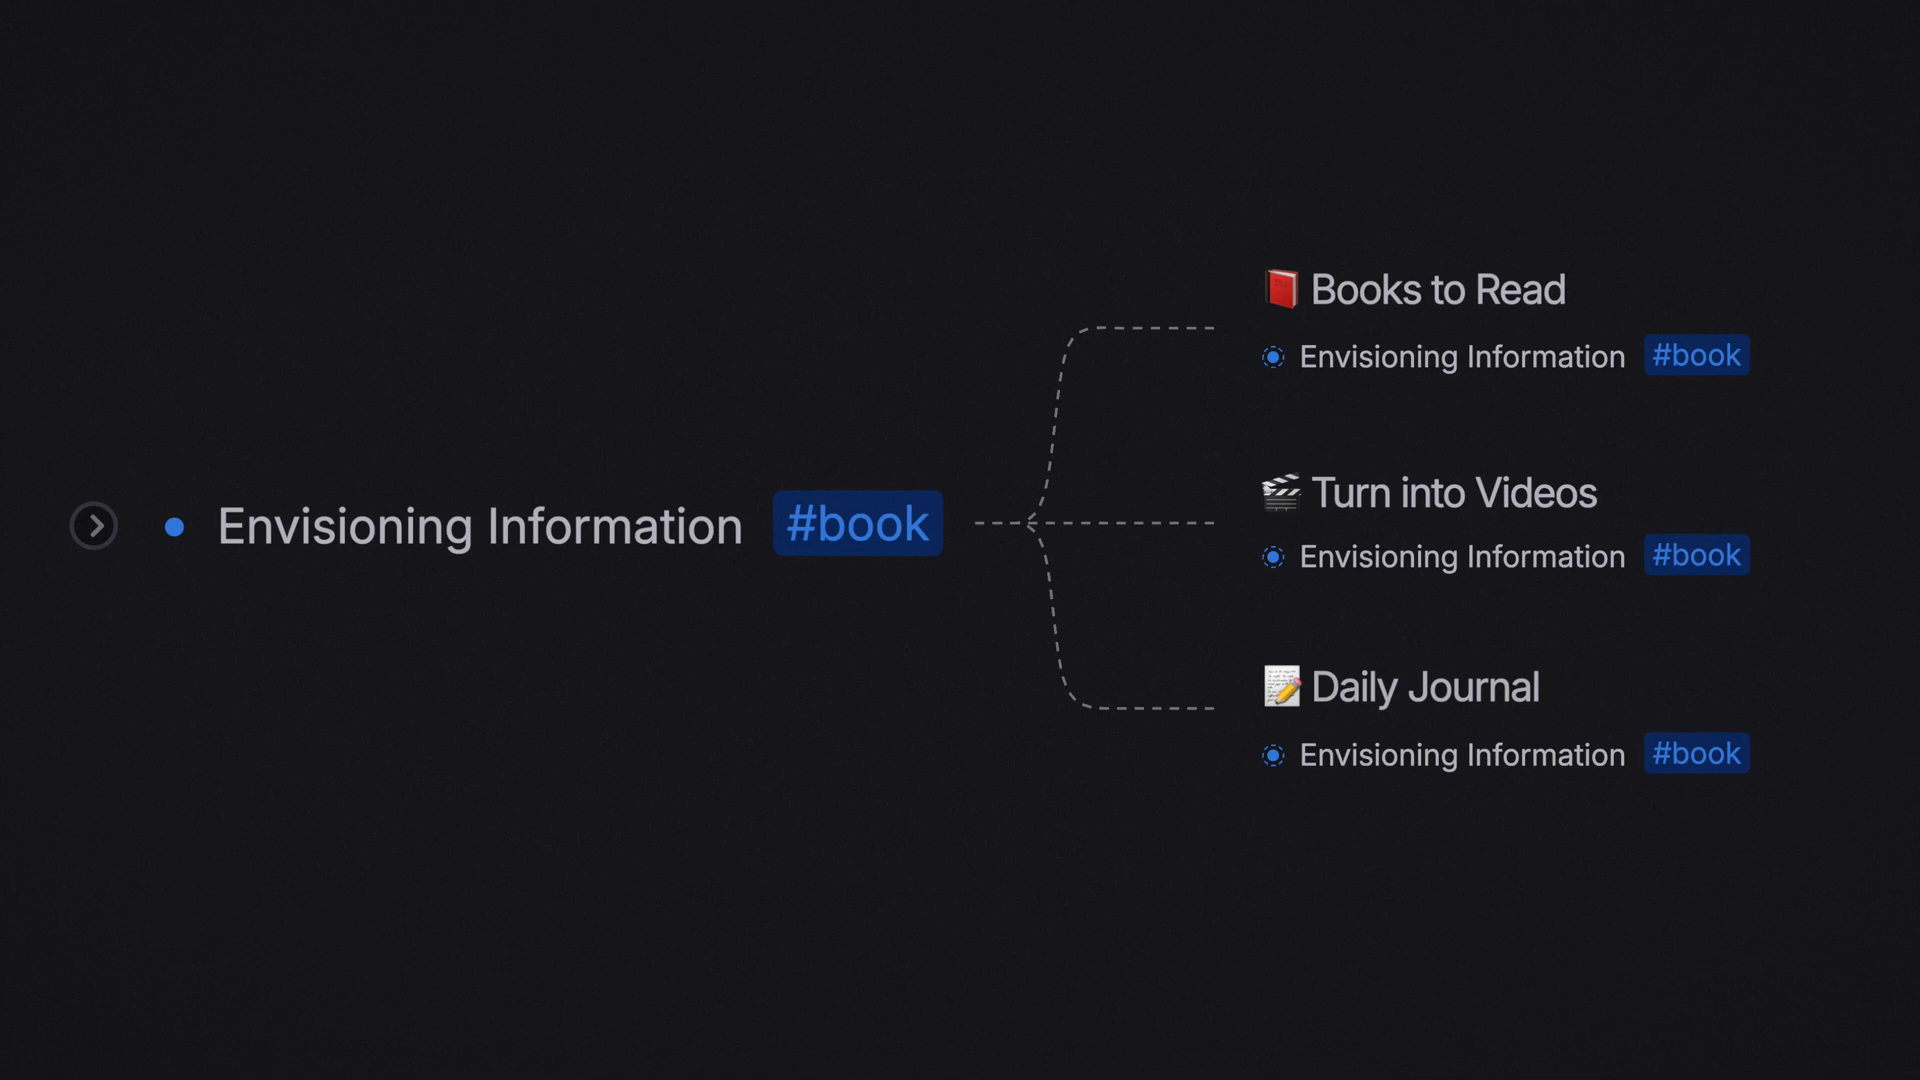 Envisioning Information #book
📕 Books to Read
Envisioning Information #book
🎬 Turn into Videos
Envisioning Information #book
📝 Daily Journal
Envisioning Information #book